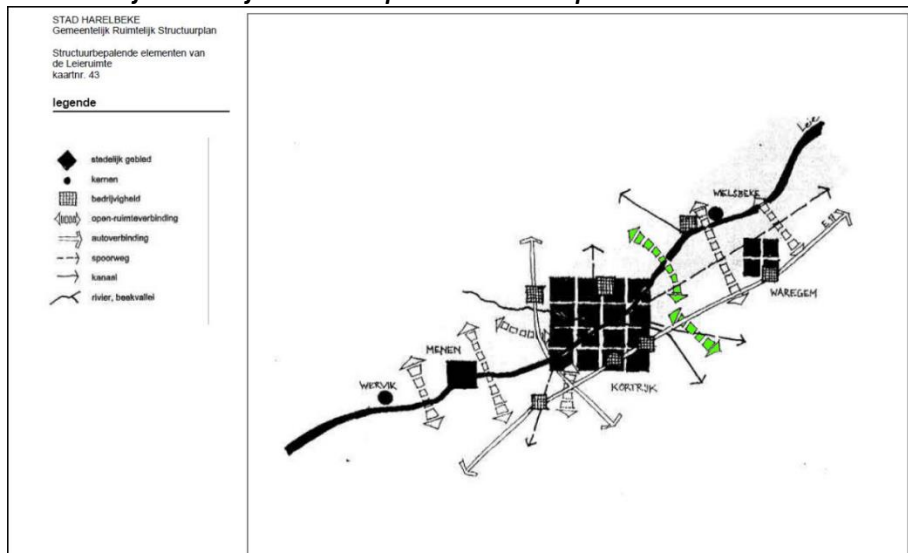 STAD HARELBEKE
Gemeentelijk Ruimtelijk Structuurplan
Structuurbepalende elementen van
de Leieruimte
kaartnr. 43
legende
stedelijk gebied
kernen
bedrijvigheid
open-ruimteverbinding
autoverbinding
spoorweg
kanaal
rivier, beekvallei
Leie
WIELSBEKE
WAREGEM
MENEN
KORTRIJK
WERVIK